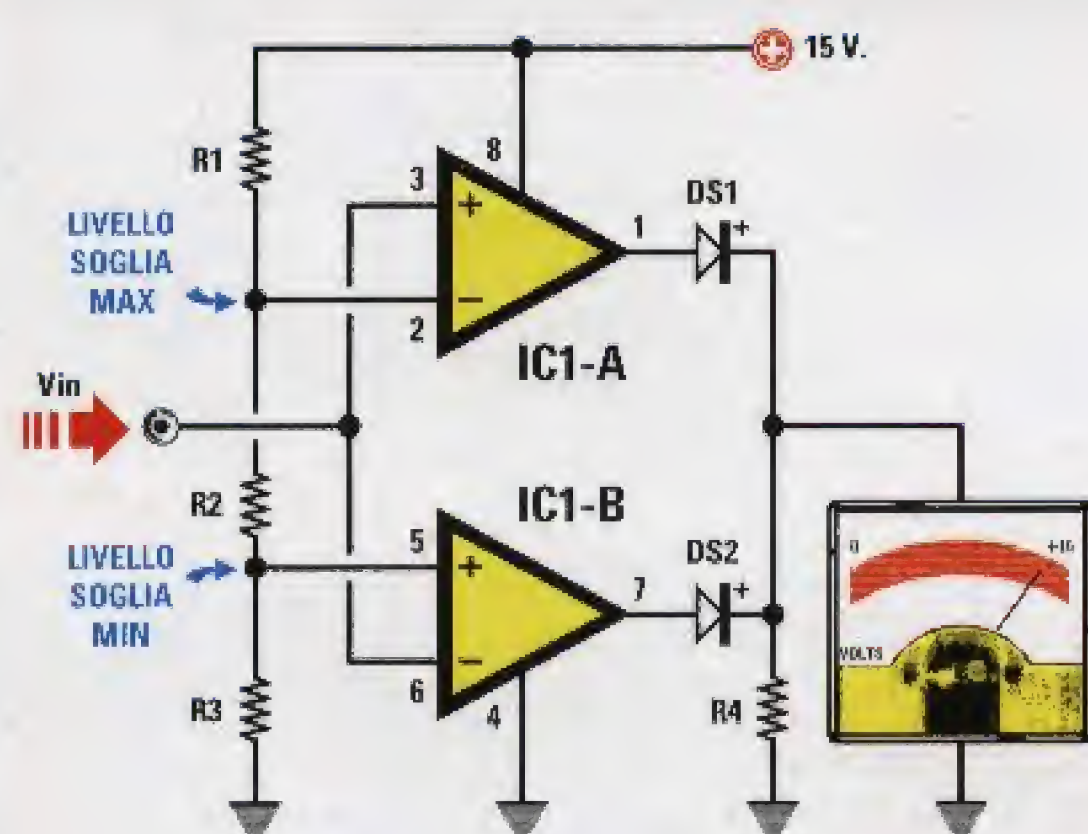 15 V.
R1
8
3
+
DS1
+
1
LIVELLO
SOGLIA
MAX
−
2
IC1-A
Vin
R2
IC1-B
5
+
DS2
+
7
LIVELLO
SOGLIA
MIN
−
6
4
R3
R4
0
VOLTS